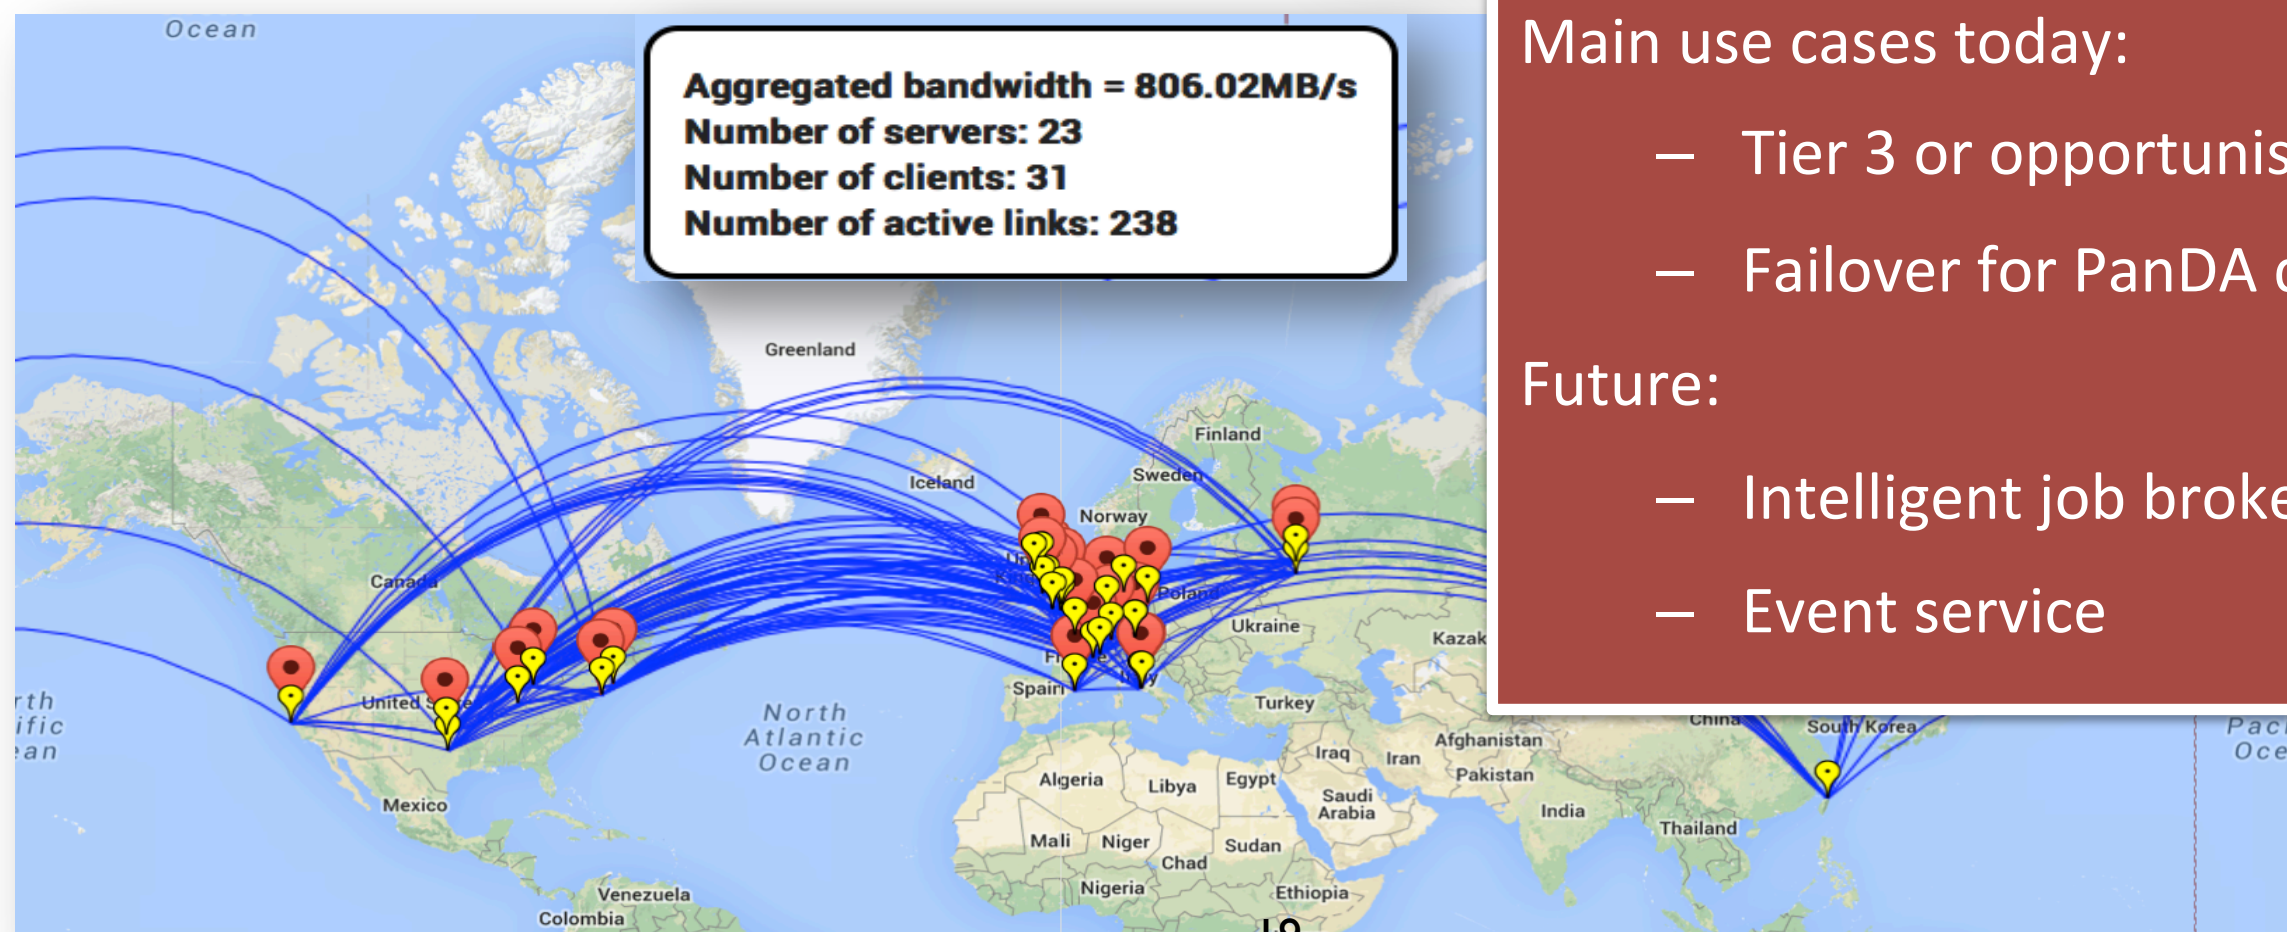 Ocean
Aggregated bandwidth = 806.02MB/s
Number of servers: 23
Number of clients: 31
Number of active links: 238
Main use cases today:
– Tier 3 or
– Failover for PanDA
Future:
– Intelligent job
– Event service
Greenland
Finland
Sweden
Iceland
Norway
Canada
Poland
Ukraine
United
Spain
Italy
Turkey
North
Atlantic
Ocean
China
South Korea
Afghanistan
Iraq
Iran
Pakistan
Algeria
Libya
Egypt
Saudi
Arabia
Mexico
India
Thailand
Mali
Niger
Sudan
Chad
Nigeria
Ethiopia
Venezuela
Colombia